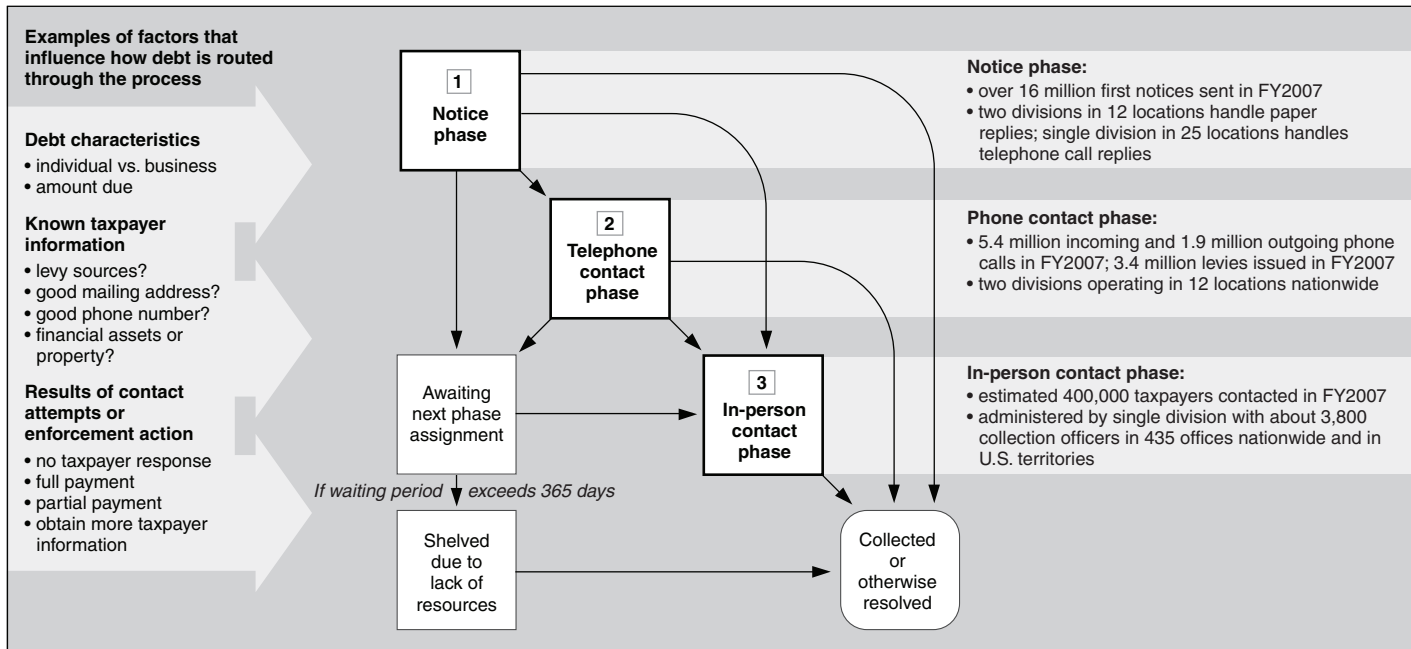 Examples of factors that
influence how debt is routed
through the process
Debt characteristics
• individual vs. business
• amount due
Known taxpayer
information
• levy sources?
• good mailing address?
• good phone number?
• financial assets or
property?
Results of contact
attempts or
enforcement action
• no taxpayer response
• full payment
• partial payment
• obtain more taxpayer
information
1
Notice
phase
2
Telephone
contact
phase
Awaiting
next phase
assignment
3
In-person
contact
phase
If waiting period exceeds 365 days
Shelved
due to
lack of
resources
Collected
or
otherwise
resolved
Notice phase:
• over 16 million first notices sent in FY2007
• two divisions in 12 locations handle paper
replies; single division in 25 locations handles
telephone call replies
Phone contact phase:
• 5.4 million incoming and 1.9 million outgoing phone
calls in FY2007; 3.4 million levies issued in FY2007
• two divisions operating in 12 locations nationwide
In-person contact phase:
• estimated 400,000 taxpayers contacted in FY2007
• administered by single division with about 3,800
collection officers in 435 offices nationwide and in
U.S. territories